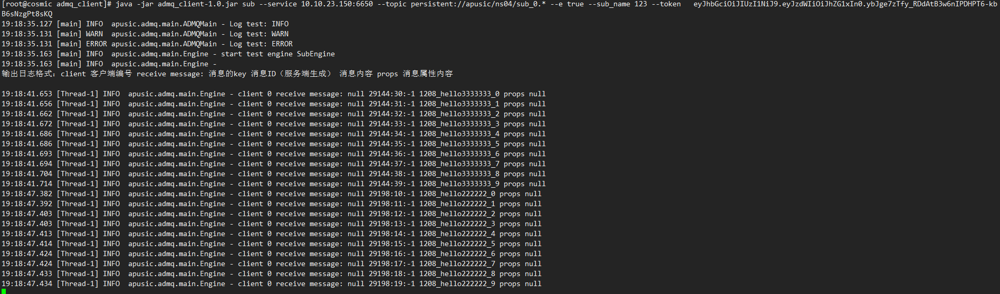 [root@cosmic admq_client]# java -jar admq_client-1.0.jar sub --service 10.10.23.150:6650 --topic persistent://apusic/ns04/sub_0.* --e true --sub_name 123 --token   eyJhbGciOiJIUzI1NiJ9.eyJzdWIiOiJhZG1xIn0.ybJge7zTfy_RDdAtB3w6nIPDHPT6-kb
B6sNzgPt8sKQ
19:18:35.127 [main] INFO  apusic.admq.main.ADMQMain - Log test: INFO
19:18:35.131 [main] WARN  apusic.admq.main.ADMQMain - Log test: WARN
19:18:35.131 [main] ERROR apusic.admq.main.ADMQMain - Log test: ERROR
19:18:35.163 [main] INFO  apusic.admq.main.Engine - start test engine SubEngine
19:18:35.163 [main] INFO  apusic.admq.main.Engine -
输出日志格式：client 客户端编号 receive message: 消息的key 消息ID（服务端生成） 消息内容 props 消息属性内容
19:18:41.653 [Thread-1] INFO  apusic.admq.main.Engine - client 0 receive message: null 29144:30:-1 1208_hello3333333_0 props null
19:18:41.656 [Thread-1] INFO  apusic.admq.main.Engine - client 0 receive message: null 29144:31:-1 1208_hello3333333_1 props null
19:18:41.662 [Thread-1] INFO  apusic.admq.main.Engine - client 0 receive message: null 29144:32:-1 1208_hello3333333_2 props null
19:18:41.672 [Thread-1] INFO  apusic.admq.main.Engine - client 0 receive message: null 29144:33:-1 1208_hello3333333_3 props null
19:18:41.686 [Thread-1] INFO  apusic.admq.main.Engine - client 0 receive message: null 29144:34:-1 1208_hello3333333_4 props null
19:18:41.686 [Thread-1] INFO  apusic.admq.main.Engine - client 0 receive message: null 29144:35:-1 1208_hello3333333_5 props null
19:18:41.693 [Thread-1] INFO  apusic.admq.main.Engine - client 0 receive message: null 29144:36:-1 1208_hello3333333_6 props null
19:18:41.694 [Thread-1] INFO  apusic.admq.main.Engine - client 0 receive message: null 29144:37:-1 1208_hello3333333_7 props null
19:18:41.704 [Thread-1] INFO  apusic.admq.main.Engine - client 0 receive message: null 29144:38:-1 1208_hello3333333_8 props null
19:18:41.714 [Thread-1] INFO  apusic.admq.main.Engine - client 0 receive message: null 29144:39:-1 1208_hello3333333_9 props null
19:18:47.382 [Thread-1] INFO  apusic.admq.main.Engine - client 0 receive message: null 29198:10:-1 1208_hello222222_0 props null
19:18:47.392 [Thread-1] INFO  apusic.admq.main.Engine - client 0 receive message: null 29198:11:-1 1208_hello222222_1 props null
19:18:47.403 [Thread-1] INFO  apusic.admq.main.Engine - client 0 receive message: null 29198:12:-1 1208_hello222222_2 props null
19:18:47.403 [Thread-1] INFO  apusic.admq.main.Engine - client 0 receive message: null 29198:13:-1 1208_hello222222_3 props null
19:18:47.413 [Thread-1] INFO  apusic.admq.main.Engine - client 0 receive message: null 29198:14:-1 1208_hello222222_4 props null
19:18:47.414 [Thread-1] INFO  apusic.admq.main.Engine - client 0 receive message: null 29198:15:-1 1208_hello222222_5 props null
19:18:47.424 [Thread-1] INFO  apusic.admq.main.Engine - client 0 receive message: null 29198:16:-1 1208_hello222222_6 props null
19:18:47.424 [Thread-1] INFO  apusic.admq.main.Engine - client 0 receive message: null 29198:17:-1 1208_hello222222_7 props null
19:18:47.433 [Thread-1] INFO  apusic.admq.main.Engine - client 0 receive message: null 29198:18:-1 1208_hello222222_8 props null
19:18:47.434 [Thread-1] INFO  apusic.admq.main.Engine - client 0 receive message: null 29198:19:-1 1208_hello222222_9 props null